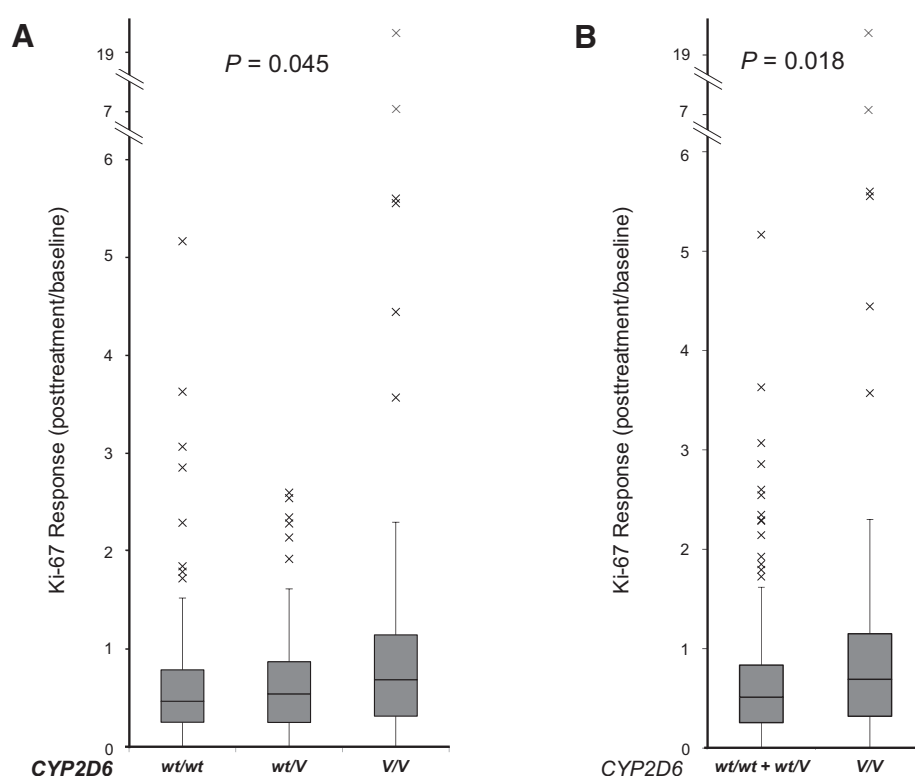 A
P = 0.045
Ki-67 Response (posttreatment/baseline)
19
7
6
5
4
3
2
1
0
CYP2D6 wt/wt wt/V V/V
B
P = 0.018
Ki-67 Response (posttreatment/baseline)
19
7
6
5
4
3
2
1
0
CYP2D6 wt/wt + wt/V V/V